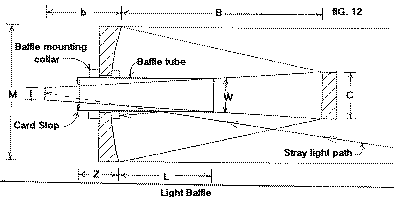 b
B
fIG. 12
Baffle mounting
collar
Baffle tube
M
I
W
C
Card Stop
Stray light path
Z
L
Light Baffle